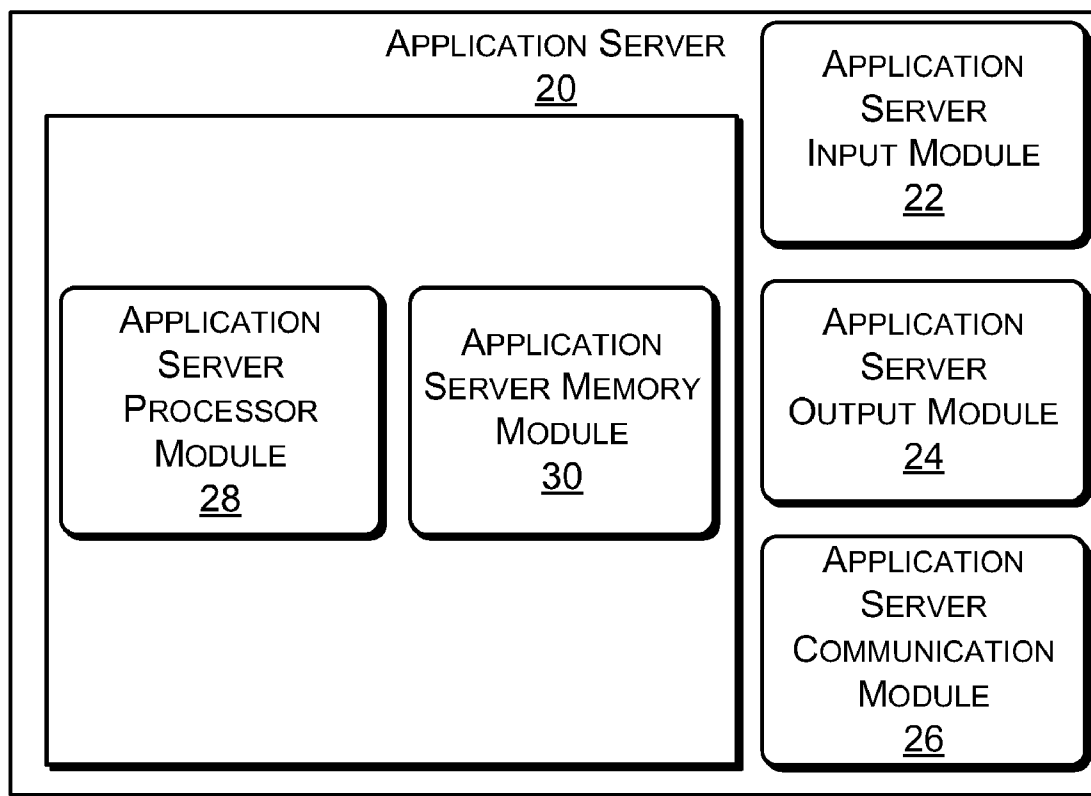 APPLICATION SERVER
20
APPLICATION
SERVER
INPUT MODULE
22
APPLICATION
SERVER
PROCESSOR
MODULE
28
APPLICATION
SERVER MEMORY
MODULE
30
APPLICATION
SERVER
OUTPUT MODULE
24
APPLICATION
SERVER
COMMUNICATION
MODULE
26